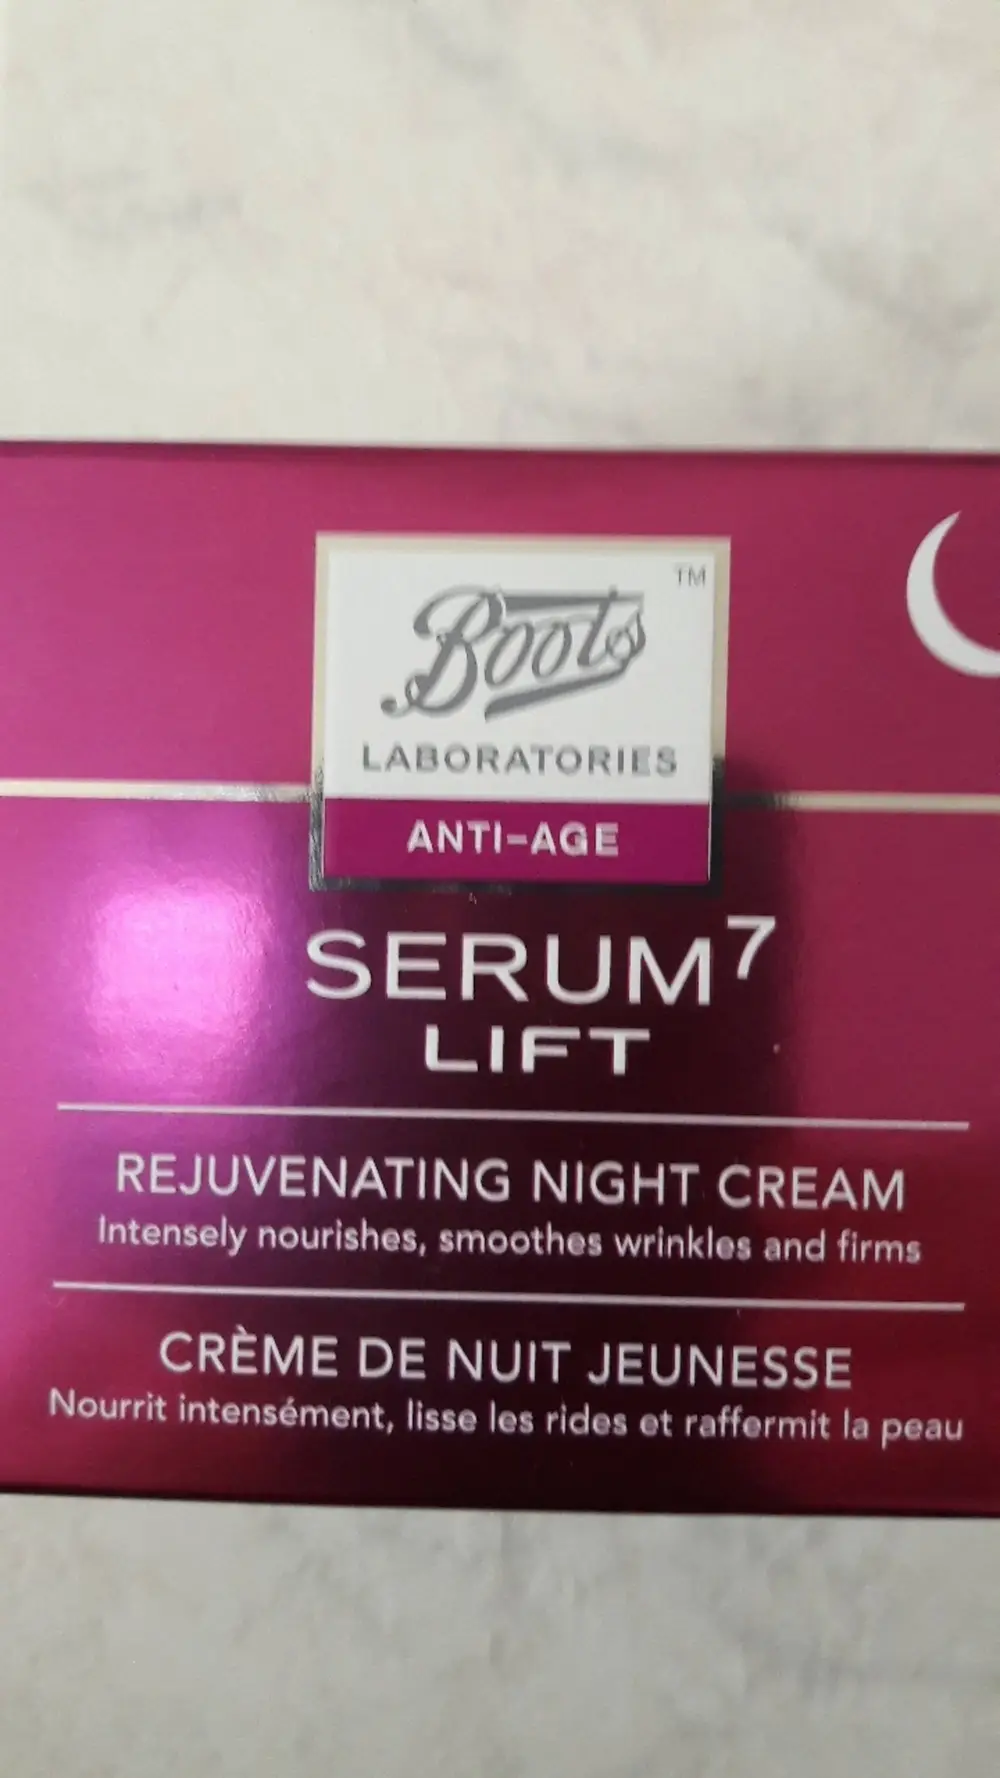 Boots
TM
LABORATORIES
ANTI-AGE
SERUM7
LIFT
REJUVENATING NIGHT CREAM
Intensely nourishes, smoothes wrinkles and firms
CRÈME DE NUIT JEUNESSE
Nourrit intensément, lisse les rides et raffermit la peau